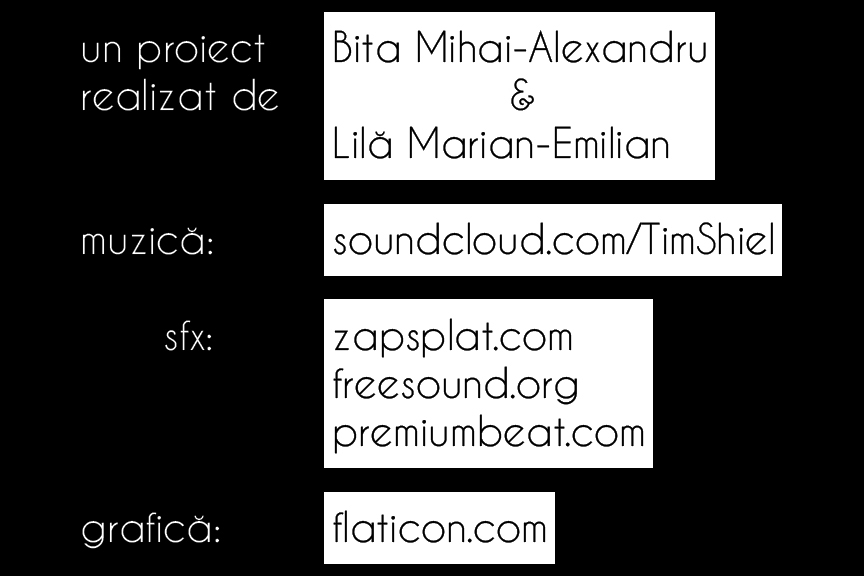 un proiect
realizat de
Bita Mihai-Alexandru
&
Lilă Marian-Emilian
muzică: soundcloud.com/TimShiel
sfx: zapsplat.com
freesound.org
premiumbeat.com
grafică: flaticon.com